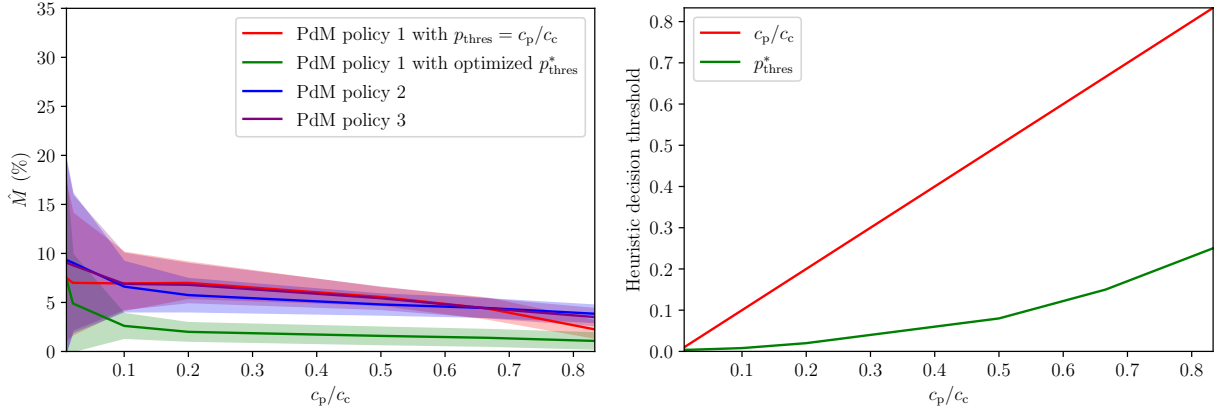 35
30
25
20
15
10
5
0
M̂ (%)
PdM policy 1 with p_thres = c_p/c_c
PdM policy 1 with optimized p*_thres
PdM policy 2
PdM policy 3
0.1 0.2 0.3 0.4 0.5 0.6 0.7 0.8
c_p/c_c
0.8
0.7
0.6
0.5
0.4
0.3
0.2
0.1
0.0
Heuristic decision threshold
c_p/c_c
p*_thres
0.1 0.2 0.3 0.4 0.5 0.6 0.7 0.8
c_p/c_c